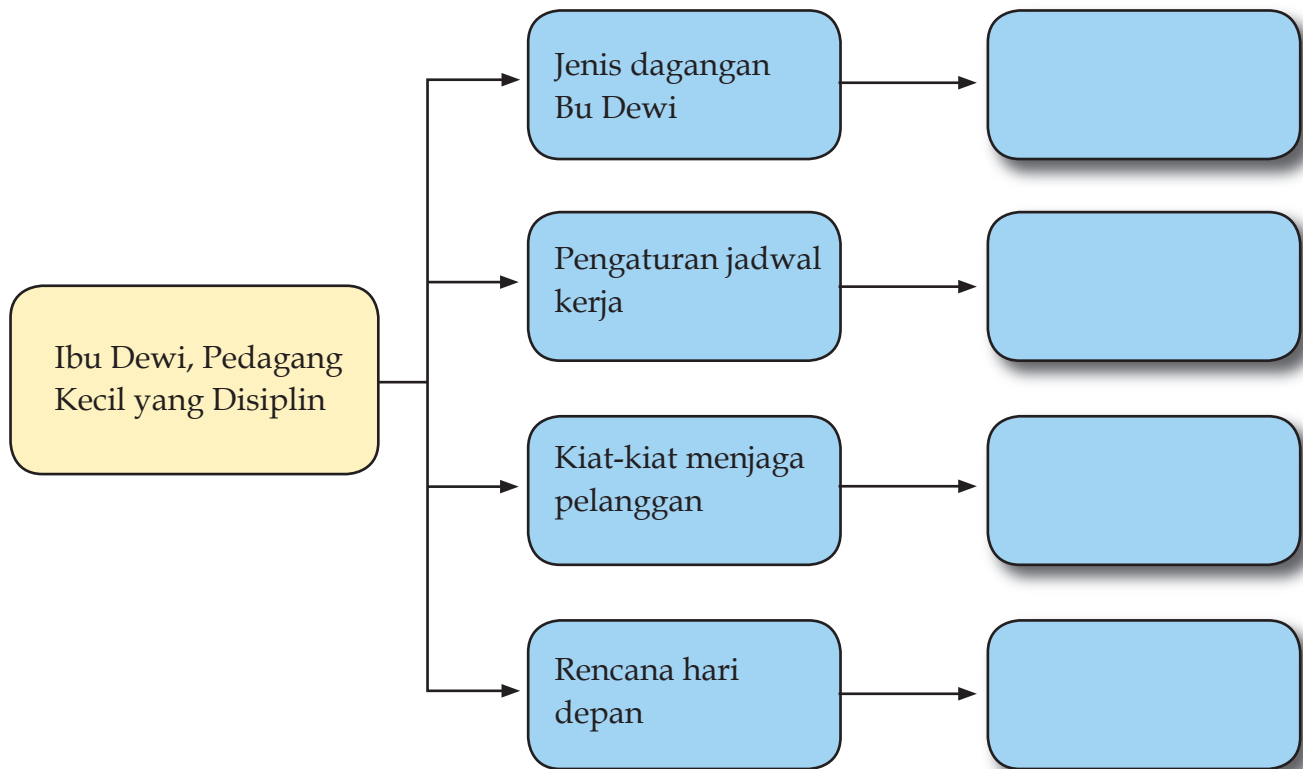 Jenis dagangan
Bu Dewi
Pengaturan jadwal
kerja
Ibu Dewi, Pedagang
Kecil yang Disiplin
Kiat-kiat menjaga
pelanggan
Rencana hari
depan